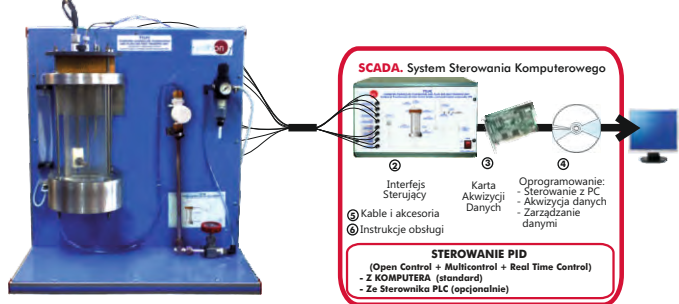 SCADA. System Sterowania Komputerowego
②
Interfejs
Sterujący
③
Karta
Akwizycji
Danych
④
Oprogramowanie:
- Sterowanie z PC
- Akwizycja danych
- Zarządzanie
danymi
⑤ Kable i akcesoria
⑥ Instrukcje obsługi
STEROWANIE PID
(Open Control + Multicontrol + Real Time Control)
- Z KOMPUTERA (standard)
- Ze Sterownika PLC (opcjonalnie)